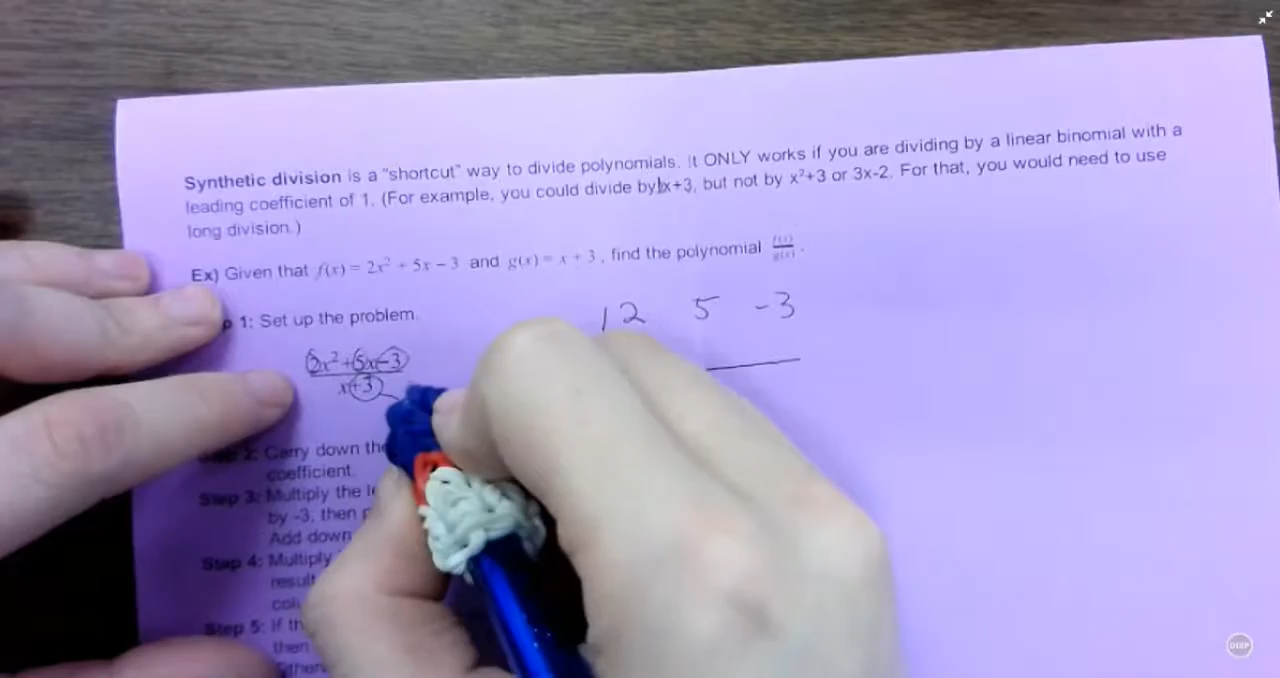 Synthetic division is a "shortcut" way to divide polynomials. It ONLY works if you are dividing by a linear binomial with a
leading coefficient of 1. (For example, you could divide by x+3, but not by x²+3 or 3x-2. For that, you would need to use
long division.)
Ex) Given that f(x) = 2x² + 5x - 3 and g(x) = x + 3, find the polynomial f(x)/g(x).
1: Set up the problem.
2 5 -3
2x²+5x-3
x+3
2: Carry down the
coefficient.
Step 3: Multiply the
by -3, then
Add down
Step 4: Multiply
result
Step 5: If
then